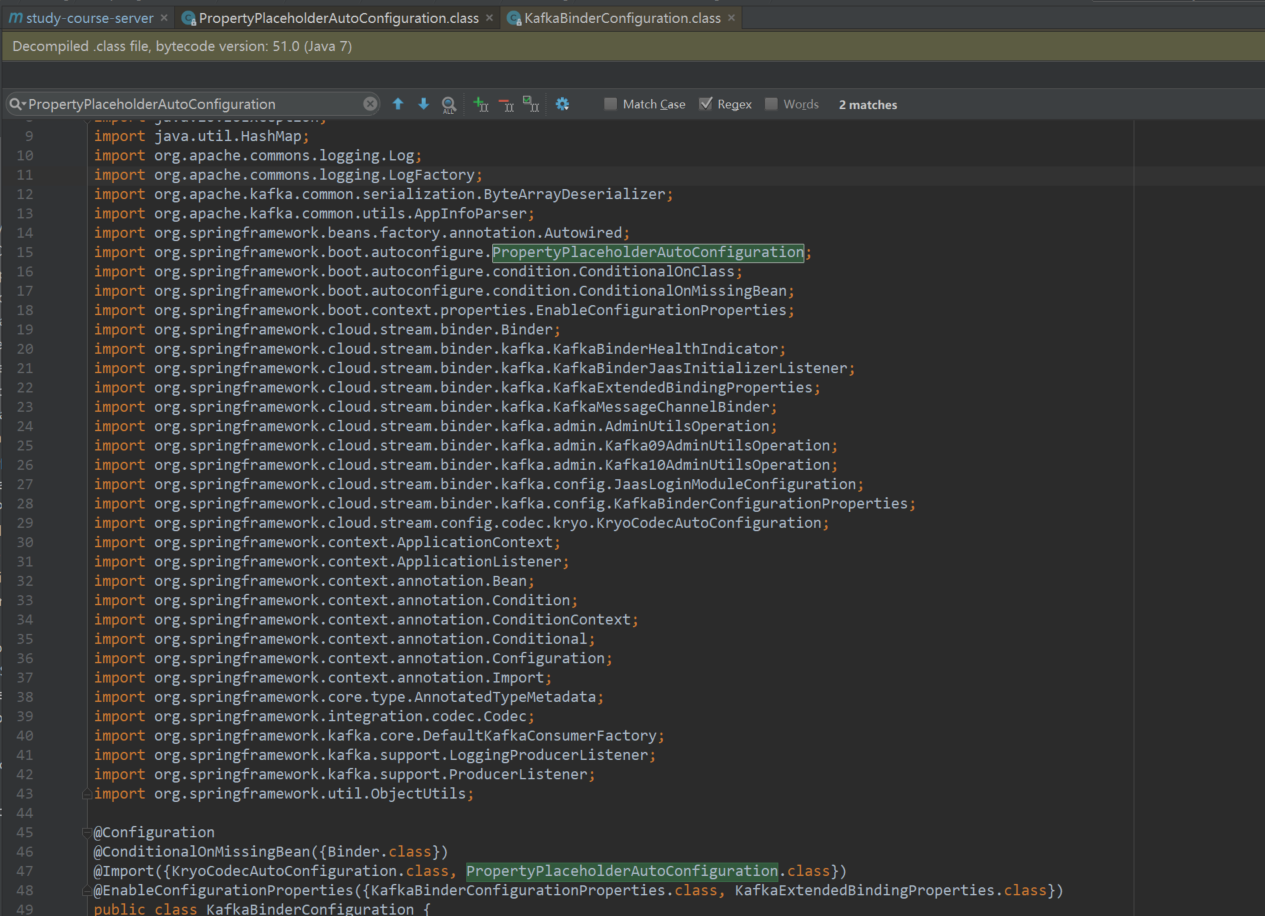 study-course-server × PropertyPlaceholderAutoConfiguration.class × KafkaBinderConfiguration.class ×
Decompiled .class file, bytecode version: 51.0 (Java 7)
PropertyPlaceholderAutoConfiguration Match Case Regex Words 2 matches
9 import java.util.HashMap;
10 import org.apache.commons.logging.Log;
11 import org.apache.commons.logging.LogFactory;
12 import org.apache.kafka.common.serialization.ByteArrayDeserializer;
13 import org.apache.kafka.common.utils.AppInfoParser;
14 import org.springframework.beans.factory.annotation.Autowired;
15 import org.springframework.boot.autoconfigure.PropertyPlaceholderAutoConfiguration;
16 import org.springframework.boot.autoconfigure.condition.ConditionalOnClass;
17 import org.springframework.boot.autoconfigure.condition.ConditionalOnMissingBean;
18 import org.springframework.boot.context.properties.EnableConfigurationProperties;
19 import org.springframework.cloud.stream.binder.Binder;
20 import org.springframework.cloud.stream.binder.kafka.KafkaBinderHealthIndicator;
21 import org.springframework.cloud.stream.binder.kafka.KafkaBinderJaasInitializerListener;
22 import org.springframework.cloud.stream.binder.kafka.KafkaExtendedBindingProperties;
23 import org.springframework.cloud.stream.binder.kafka.KafkaMessageChannelBinder;
24 import org.springframework.cloud.stream.binder.kafka.admin.AdminUtilsOperation;
25 import org.springframework.cloud.stream.binder.kafka.admin.Kafka09AdminUtilsOperation;
26 import org.springframework.cloud.stream.binder.kafka.admin.Kafka10AdminUtilsOperation;
27 import org.springframework.cloud.stream.binder.kafka.config.JaasLoginModuleConfiguration;
28 import org.springframework.cloud.stream.binder.kafka.config.KafkaBinderConfigurationProperties;
29 import org.springframework.cloud.stream.config.codec.kryo.KryoCodecAutoConfiguration;
30 import org.springframework.context.ApplicationContext;
31 import org.springframework.context.ApplicationListener;
32 import org.springframework.context.annotation.Bean;
33 import org.springframework.context.annotation.Condition;
34 import org.springframework.context.annotation.ConditionContext;
35 import org.springframework.context.annotation.Conditional;
36 import org.springframework.context.annotation.Configuration;
37 import org.springframework.context.annotation.Import;
38 import org.springframework.core.type.AnnotatedTypeMetadata;
39 import org.springframework.integration.codec.Codec;
40 import org.springframework.kafka.core.DefaultKafkaConsumerFactory;
41 import org.springframework.kafka.support.LoggingProducerListener;
42 import org.springframework.kafka.support.ProducerListener;
43 import org.springframework.util.ObjectUtils;
44
45 @Configuration
46 @ConditionalOnMissingBean({Binder.class})
47 @Import({KryoCodecAutoConfiguration.class, PropertyPlaceholderAutoConfiguration.class})
48 @EnableConfigurationProperties({KafkaBinderConfigurationProperties.class, KafkaExtendedBindingProperties.class})
49 public class KafkaBinderConfiguration {